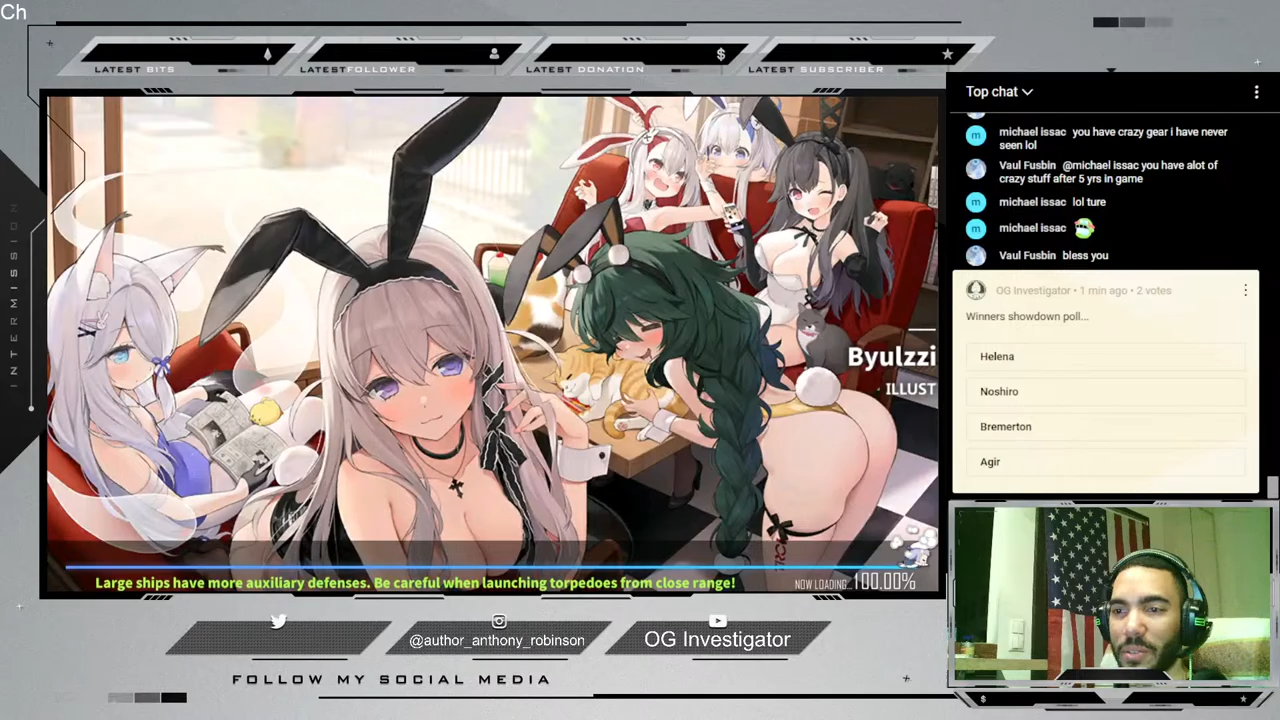 Ch
LATEST BITS
LATEST FOLLOWER
LATEST DONATION
LATEST SUBSCRIBER
INTERMISSION
Byulzzi
ILLUST
Large ships have more auxiliary defenses. Be careful when launching torpedoes from close range!
NOW LOADING...100.00%
@author_anthony_robinson
OG Investigator
FOLLOW MY SOCIAL MEDIA
Top chat
m
michael issac you have crazy gear i have never
seen lol
Vaul Fusbin @michael issac you have alot of
crazy stuff after 5 yrs in game
m
michael issac lol ture
m
michael issac
Vaul Fusbin bless you
OG Investigator • 1 min ago • 2 votes
Winners showdown poll...
Helena
Noshiro
Bremerton
Agir